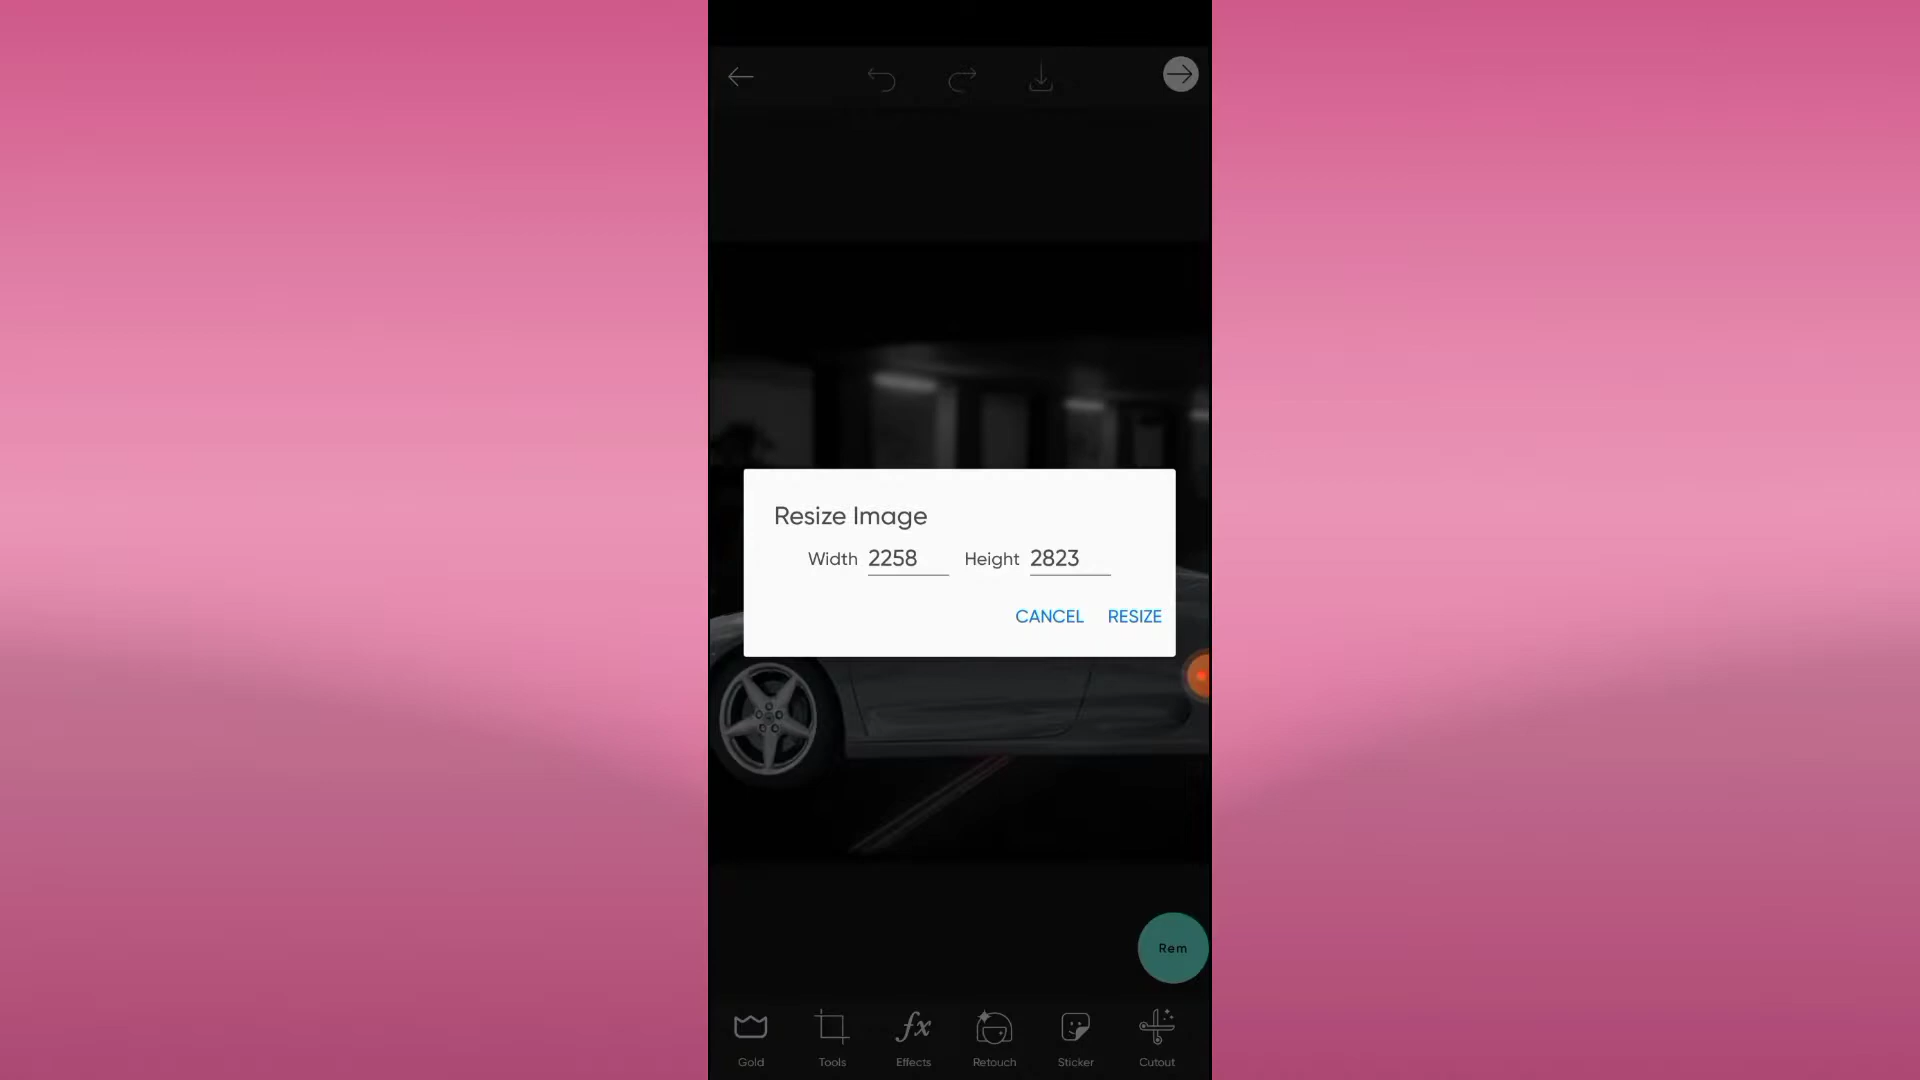 Resize Image
Width 2258 Height 2823
CANCEL RESIZE
Rem
Gold Tools Effects Retouch Sticker Cutout